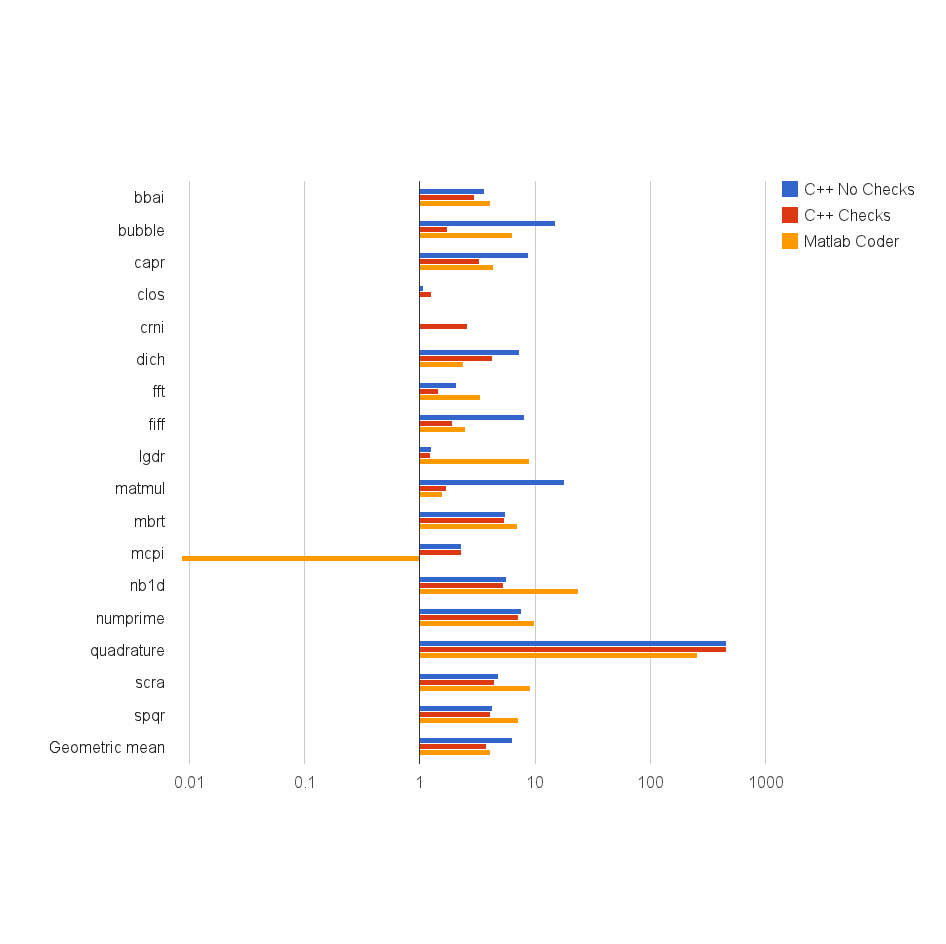 bbai
bubble
capr
clos
crni
dich
fft
fiff
lgdr
matmul
mbrt
mcpi
nb1d
numprime
quadrature
scra
spqr
Geometric mean
0.01 0.1 1 10 100 1000
C++ No Checks
C++ Checks
Matlab Coder